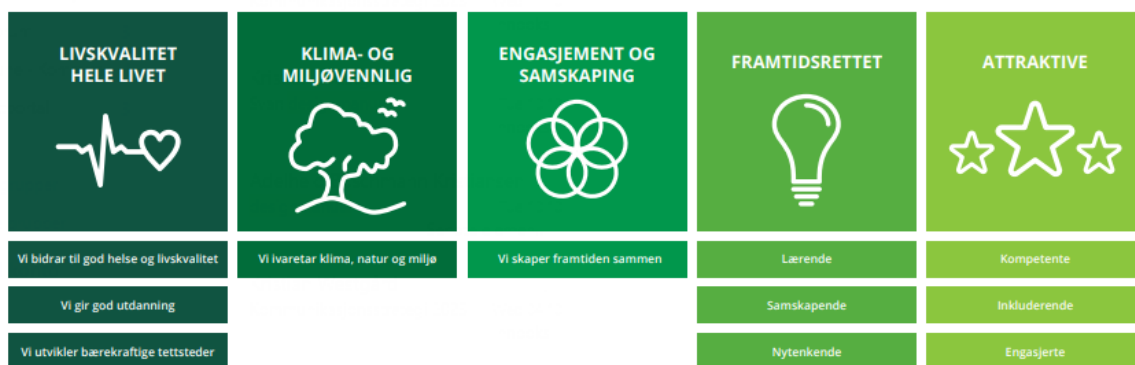 LIVSKVALITET
HELE LIVET
KLIMA- OG
MILJØVENNLIG
ENGASJEMENT OG
SAMSKAPING
FRAMTIDSRETTET
ATTRAKTIVE
Vi bidrar til god helse og livskvalitet
Vi ivaretar klima, natur og miljø
Vi skaper framtiden sammen
Lærende
Kompetente
Vi gir god utdanning
Samskapende
Inkluderende
Vi utvikler bærekraftige tettsteder
Nytenkende
Engasjerte